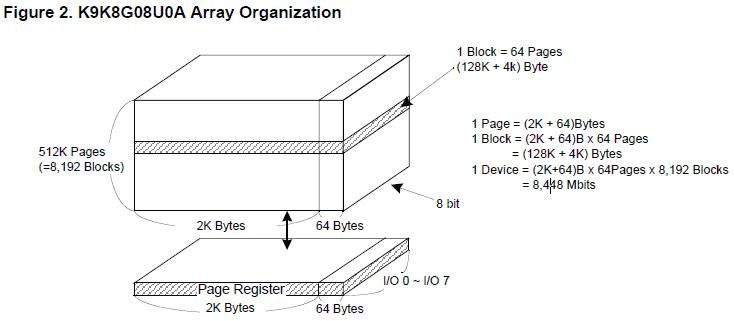 Figure 2. K9K8G08U0A Array Organization
1 Block = 64 Pages
(128K + 4k) Byte
1 Page = (2K + 64)Bytes
1 Block = (2K + 64)B x 64 Pages
= (128K + 4K) Bytes
1 Device = (2K+64)B x 64Pages x 8,192 Blocks
= 8,448 Mbits
512K Pages
(=8,192 Blocks)
8 bit
2K Bytes
64 Bytes
Page Register
I/O 0 ~ I/O 7
2K Bytes
64 Bytes